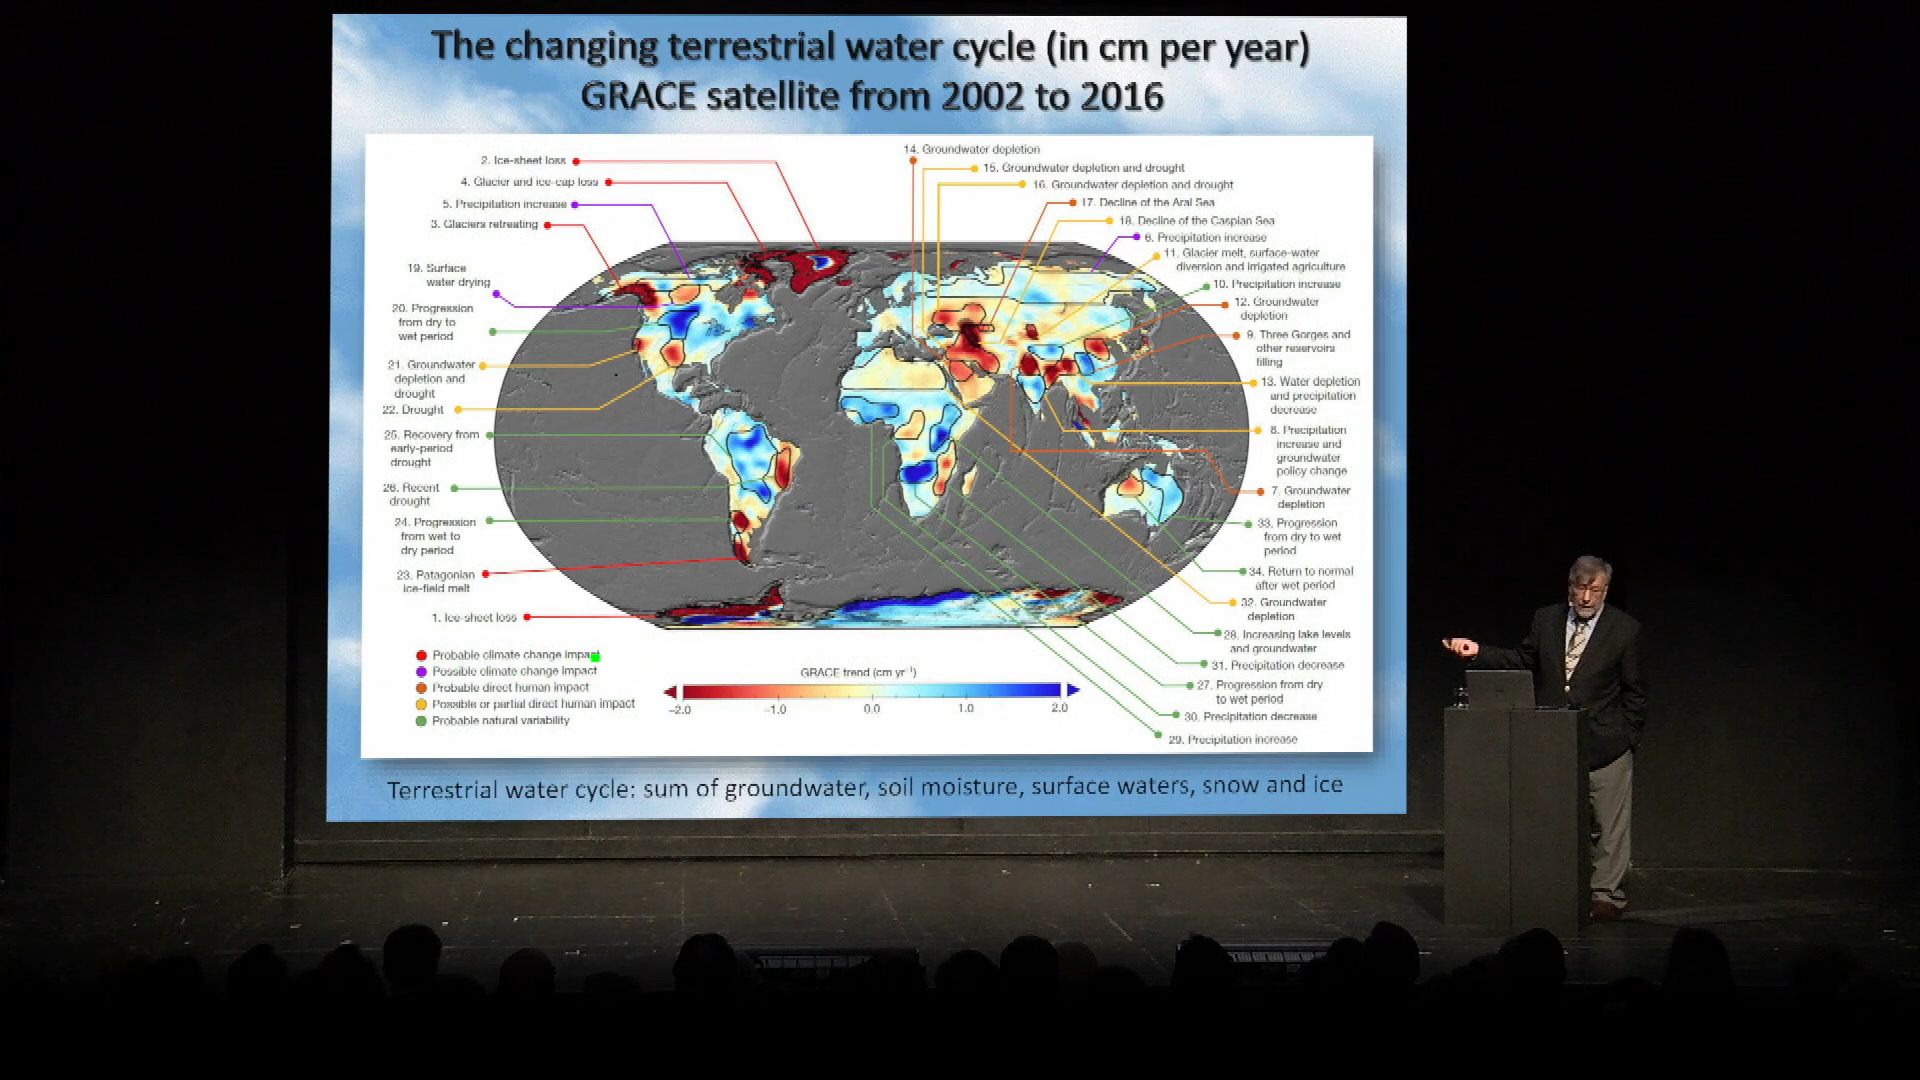 The changing terrestrial water cycle (in cm per year)
GRACE satellite from 2002 to 2016
2. Ice-sheet loss
4. Glacier and ice-cap loss
5. Precipitation increase
3. Glaciers retreating
19. Surface
water drying
20. Progression
from dry to
wet period
21. Groundwater
depletion and
drought
22. Drought
25. Recovery from
early-period
drought
26. Recent
drought
24. Progression
from wet to
dry period
23. Patagonian
ice-field melt
1. Ice-sheet loss
14. Groundwater depletion
15. Groundwater depletion and drought
16. Groundwater depletion and drought
17. Decline of the Aral Sea
18. Decline of the Caspian Sea
6. Precipitation increase
11. Glacier melt, surface-water
diversion and irrigated agriculture
10. Precipitation increase
12. Groundwater
depletion
9. Three Gorges and
other reservoirs
filling
13. Water depletion
and precipitation
decrease
8. Precipitation
increase and
groundwater
policy change
7. Groundwater
depletion
33. Progression
from dry to wet
period
34. Return to normal
after wet period
32. Groundwater
depletion
28. Increasing lake levels
and groundwater
31. Precipitation decrease
27. Progression from dry
to wet period
30. Precipitation decrease
29. Precipitation increase
Probable climate change impact
Possible climate change impact
Probable direct human impact
Possible or partial direct human impact
Probable natural variability
GRACE trend (cm yr⁻¹)
−2.0 −1.0 0.0 1.0 2.0
Terrestrial water cycle: sum of groundwater, soil moisture, surface waters, snow and ice